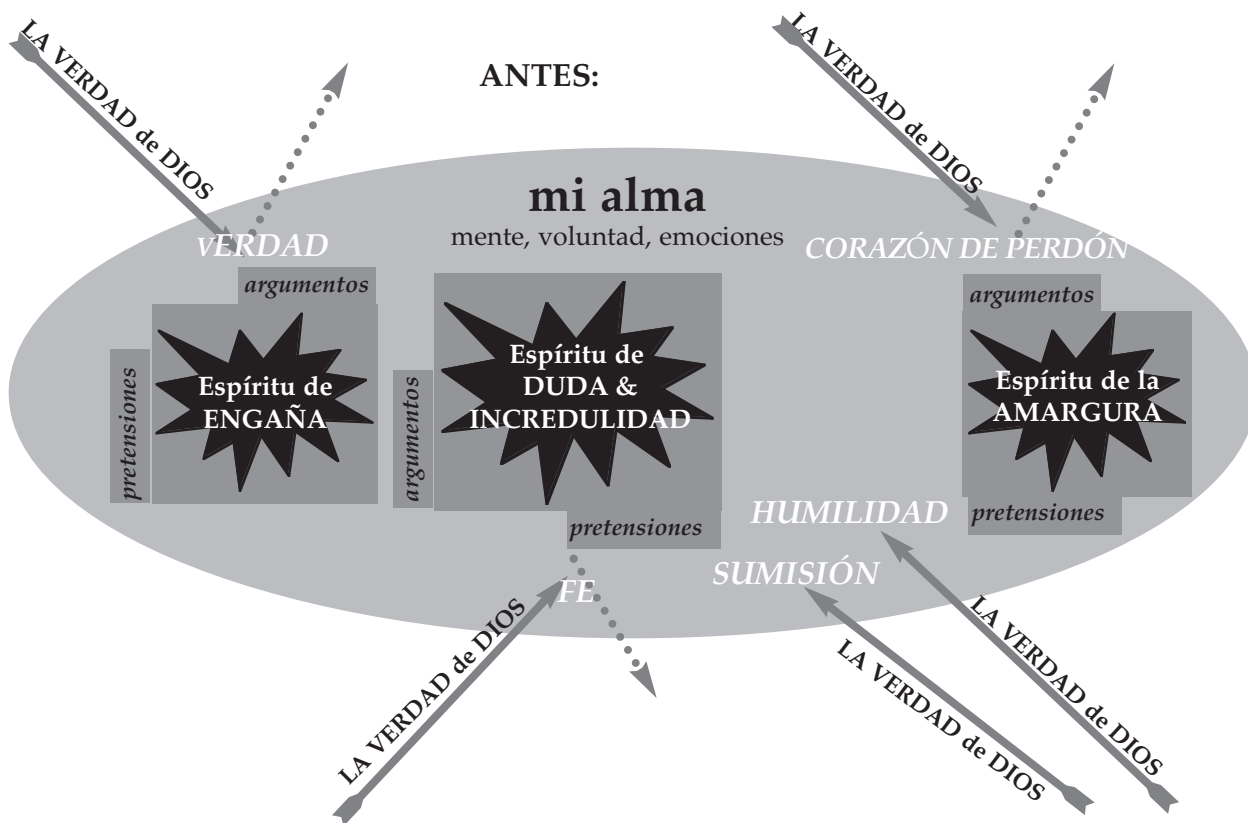 LA VERDAD de DIOS
LA VERDAD de DIOS
ANTES:
mi alma
mente, voluntad, emociones
VERDAD
CORAZÓN DE PERDÓN
argumentos
argumentos
pretensiones
Espíritu de
ENGAÑA
argumentos
Espíritu de
DUDA &
INCREDULIDAD
Espíritu de la
AMARGURA
pretensiones
HUMILIDAD
pretensiones
FE
SUMISIÓN
LA VERDAD de DIOS
LA VERDAD de DIOS
LA VERDAD de DIOS